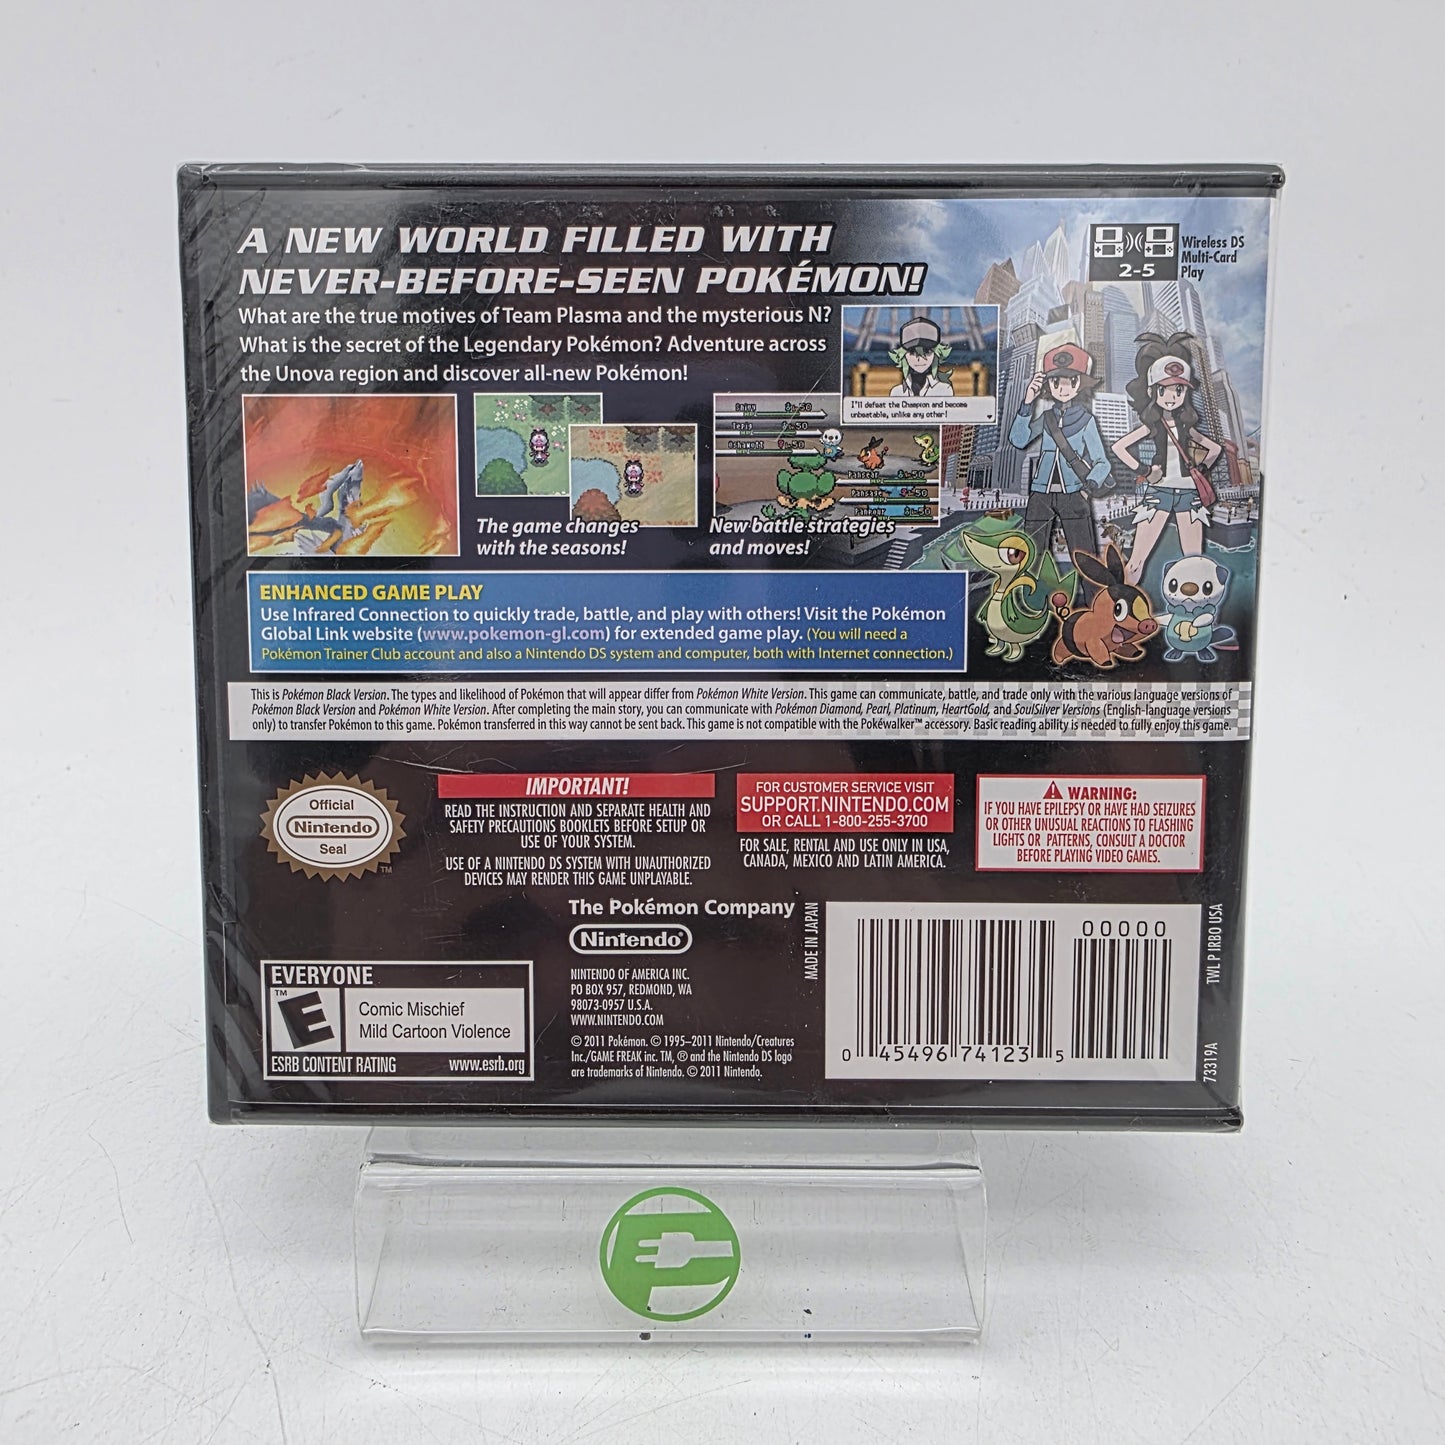 A NEW WORLD FILLED WITH
NEVER-BEFORE-SEEN POKÉMON!
What are the true motives of Team Plasma and the mysterious N?
What is the secret of the Legendary Pokémon? Adventure across
the Unova region and discover all-new Pokémon!
2-5
Wireless DS
Multi-Card
Play
I'll defeat the Champion and become
unbeatable, unlike any other!
Tepig 50
Oshawott 50
Pansear 50
Pansage 50
Panpour 50
The game changes
with the seasons!
New battle strategies
and moves!
ENHANCED GAME PLAY
Use Infrared Connection to quickly trade, battle, and play with others! Visit the Pokémon
Global Link website (www.pokemon-gl.com) for extended game play. (You will need a
Pokémon Trainer Club account and also a Nintendo DS system and computer, both with Internet connection.)
This is Pokémon Black Version. The types and likelihood of Pokémon that will appear differ from Pokémon White Version. This game can communicate, battle, and trade only with the various language versions of
Pokémon Black Version and Pokémon White Version. After completing the main story, you can communicate with Pokémon Diamond, Pearl, Platinum, HeartGold, and SoulSilver Versions (English-language versions
only) to transfer Pokémon to this game. Pokémon transferred in this way cannot be sent back. This game is not compatible with the Pokéwalker™ accessory. Basic reading ability is needed to fully enjoy this game.
Official
Nintendo
Seal
TM
IMPORTANT!
READ THE INSTRUCTION AND SEPARATE HEALTH AND
SAFETY PRECAUTIONS BOOKLETS BEFORE SETUP OR
USE OF YOUR SYSTEM.
USE OF A NINTENDO DS SYSTEM WITH UNAUTHORIZED
DEVICES MAY RENDER THIS GAME UNPLAYABLE.
FOR CUSTOMER SERVICE VISIT
SUPPORT.NINTENDO.COM
OR CALL 1-800-255-3700
FOR SALE, RENTAL AND USE ONLY IN USA,
CANADA, MEXICO AND LATIN AMERICA.
WARNING:
IF YOU HAVE EPILEPSY OR HAVE HAD SEIZURES
OR OTHER UNUSUAL REACTIONS TO FLASHING
LIGHTS OR PATTERNS, CONSULT A DOCTOR
BEFORE PLAYING VIDEO GAMES.
The Pokémon Company
Nintendo®
NINTENDO OF AMERICA INC.
PO BOX 957, REDMOND, WA
98073-0957 U.S.A.
WWW.NINTENDO.COM
© 2011 Pokémon. © 1995–2011 Nintendo/Creatures
Inc./GAME FREAK inc. TM, ® and the Nintendo DS logo
are trademarks of Nintendo. © 2011 Nintendo.
EVERYONE
TM
E
Comic Mischief
Mild Cartoon Violence
ESRB CONTENT RATING www.esrb.org
MADE IN JAPAN
00000
0 45496 74123 5
TWL P IRBO USA
73319A